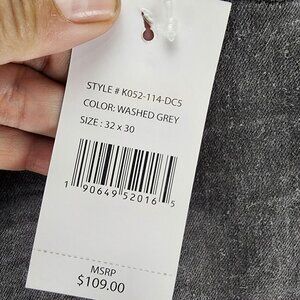 STYLE # K052-114-DC5
COLOR: WASHED GREY
SIZE : 32 x 30
1 90649 52016 5
MSRP
$109.00